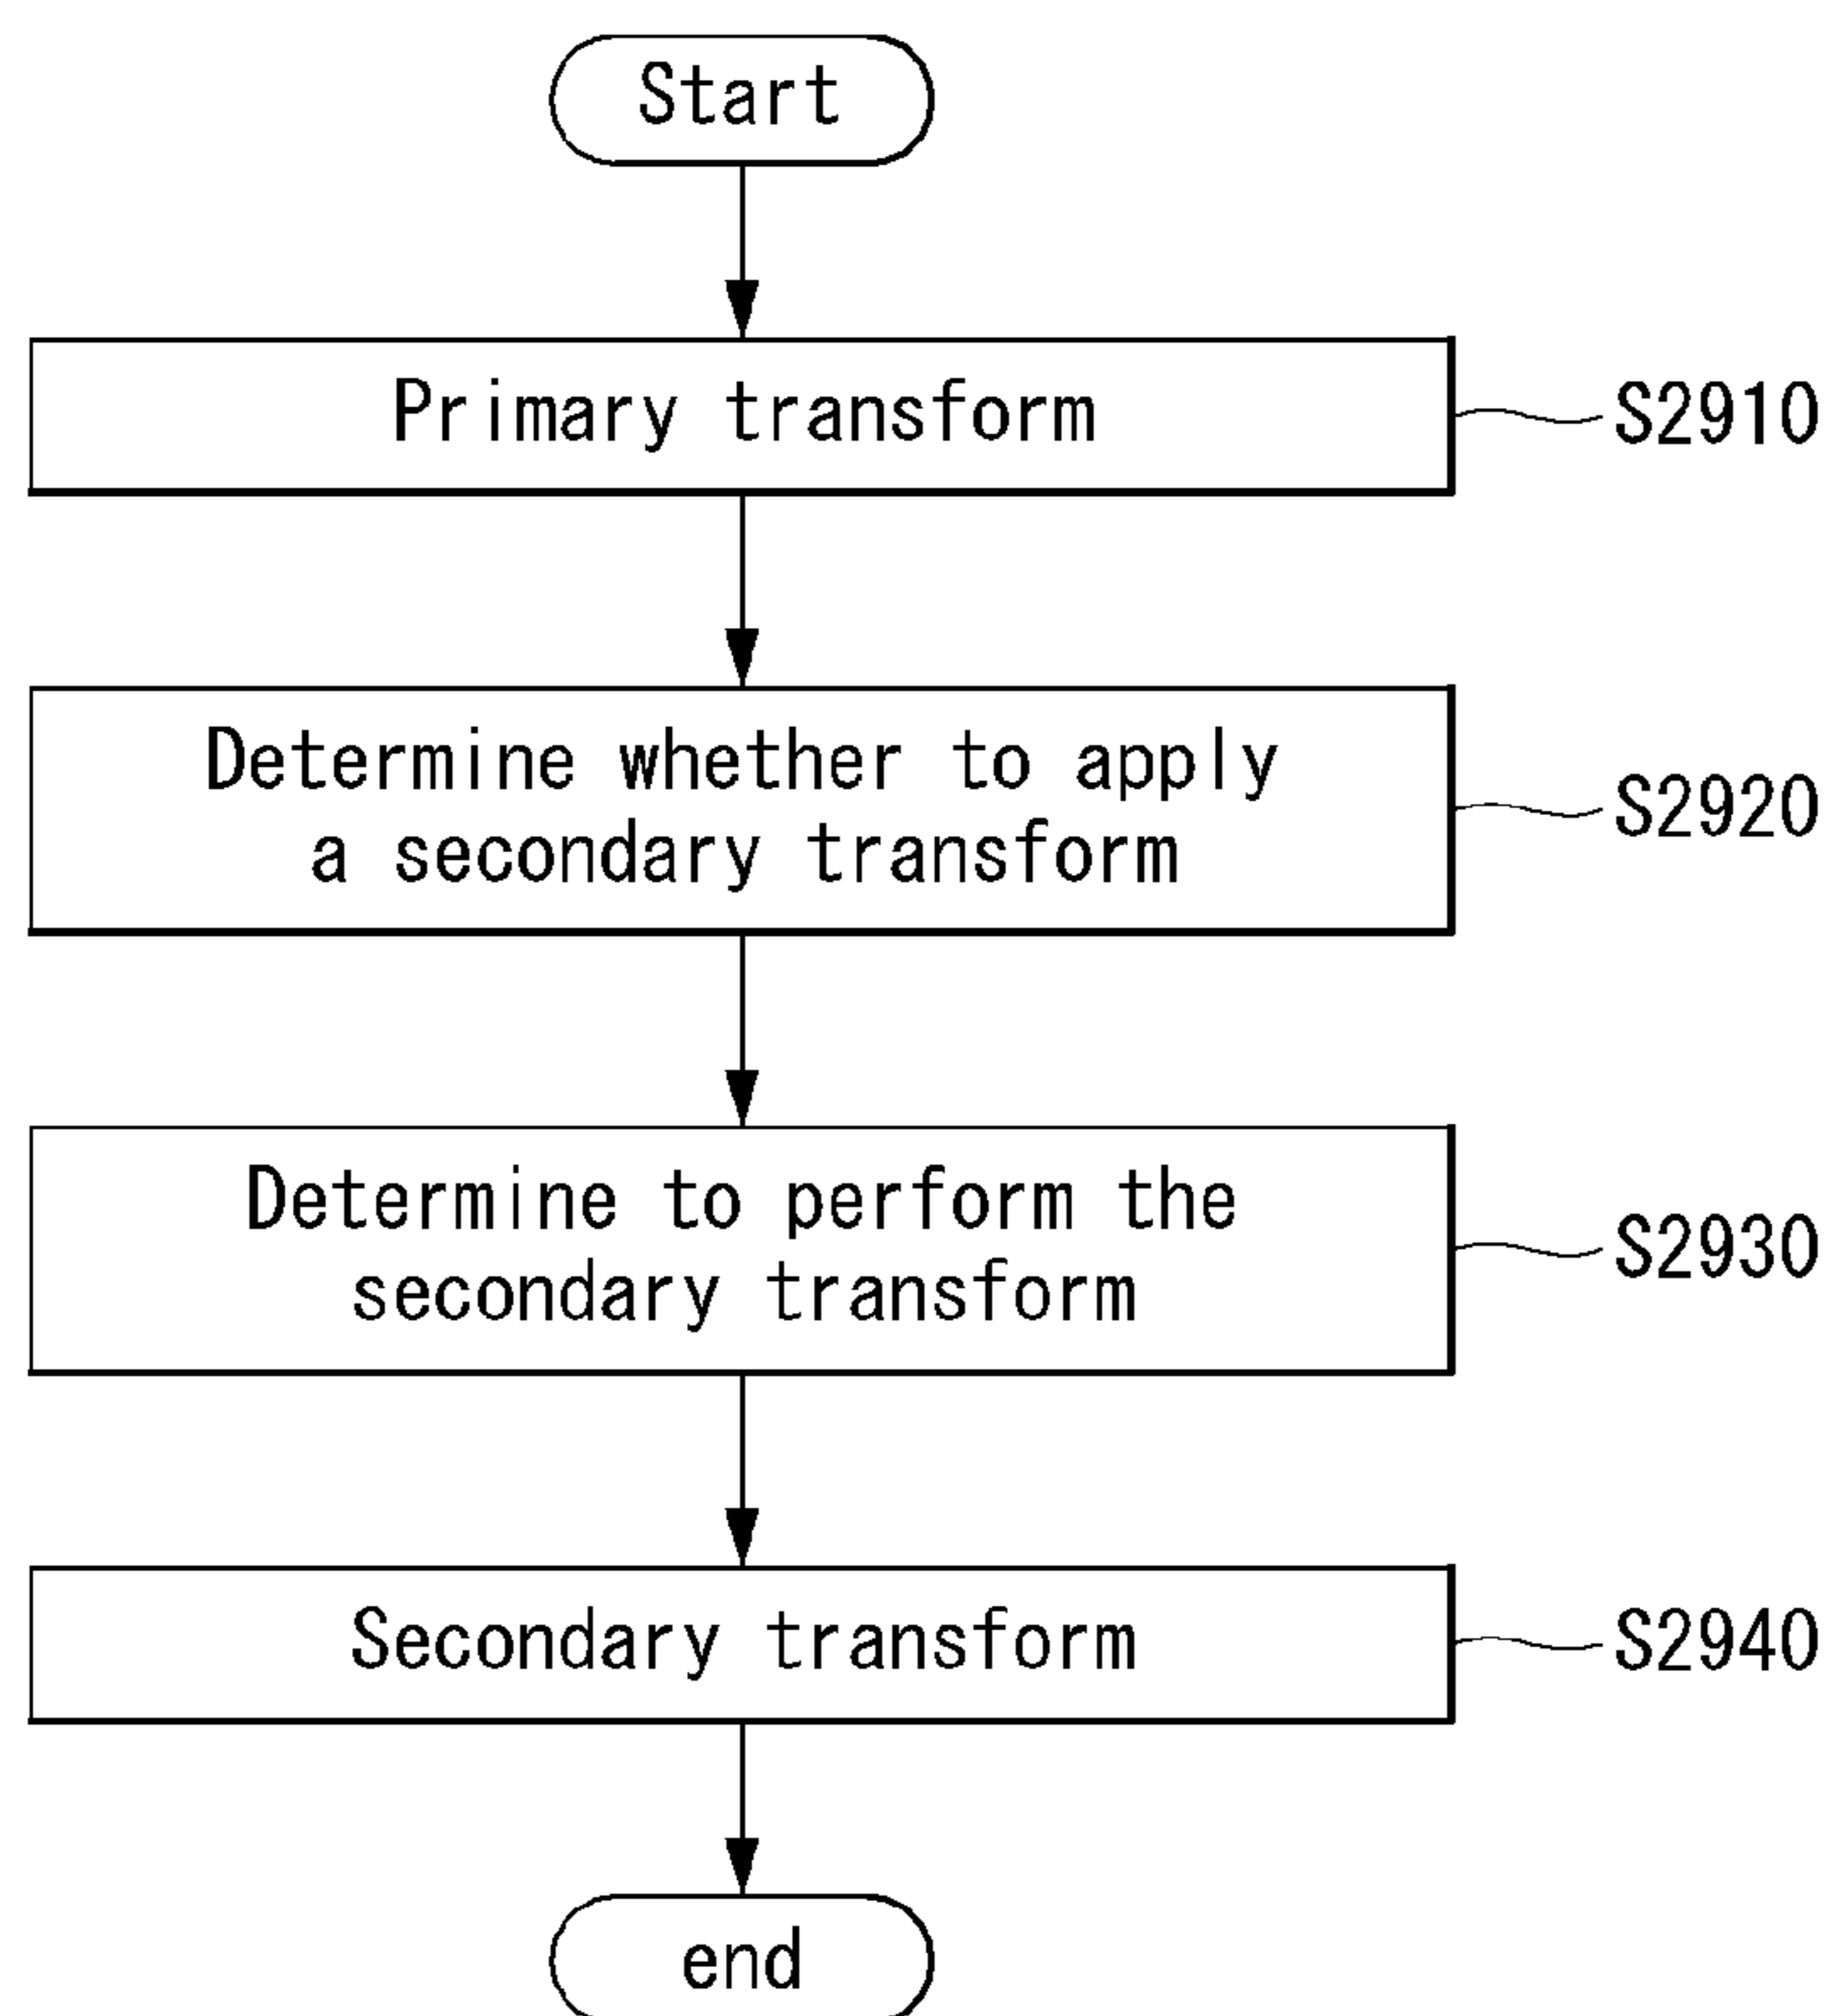 Start
Primary transform
S2910
Determine whether to apply
a secondary transform
S2920
Determine to perform the
secondary transform
S2930
Secondary transform
S2940
end